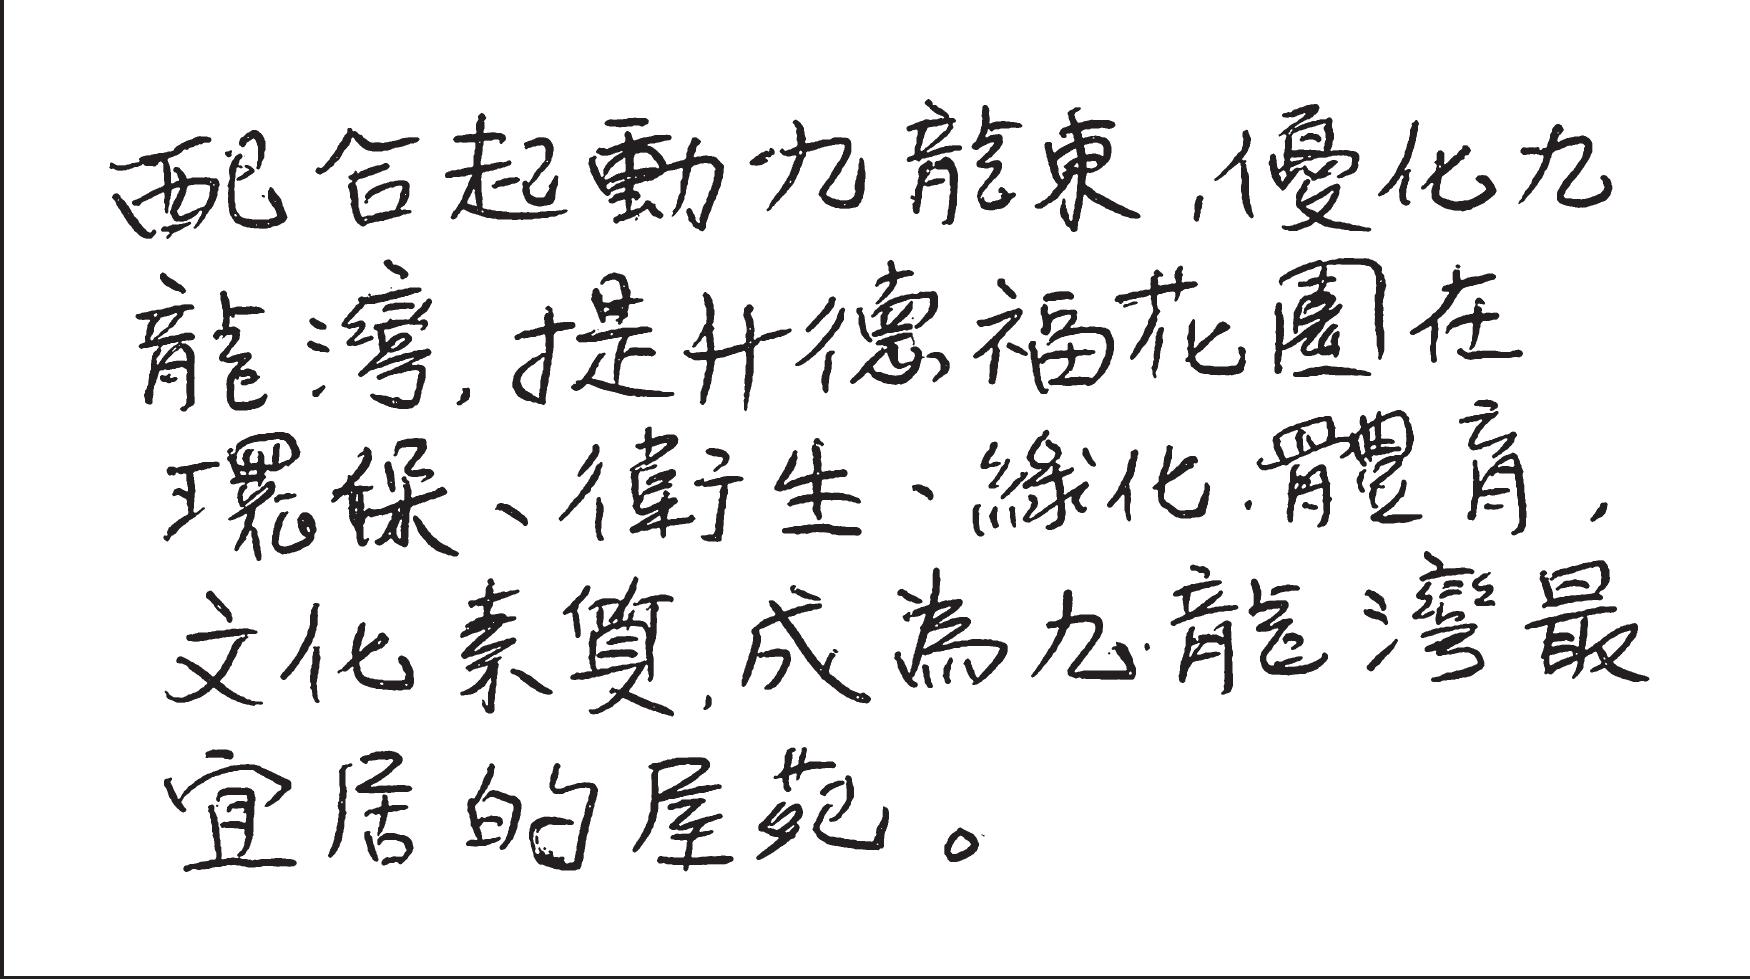 配合起動九龍東,優化九
龍灣,提升德福花園在
環保、衛生、綠化、體育,
文化素質,成為九龍灣最
宜居的屋苑。